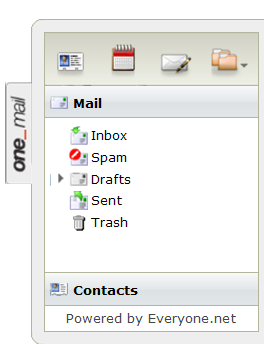 one_mail
Mail
Inbox
Spam
Drafts
Sent
Trash
Contacts
Powered by Everyone.net